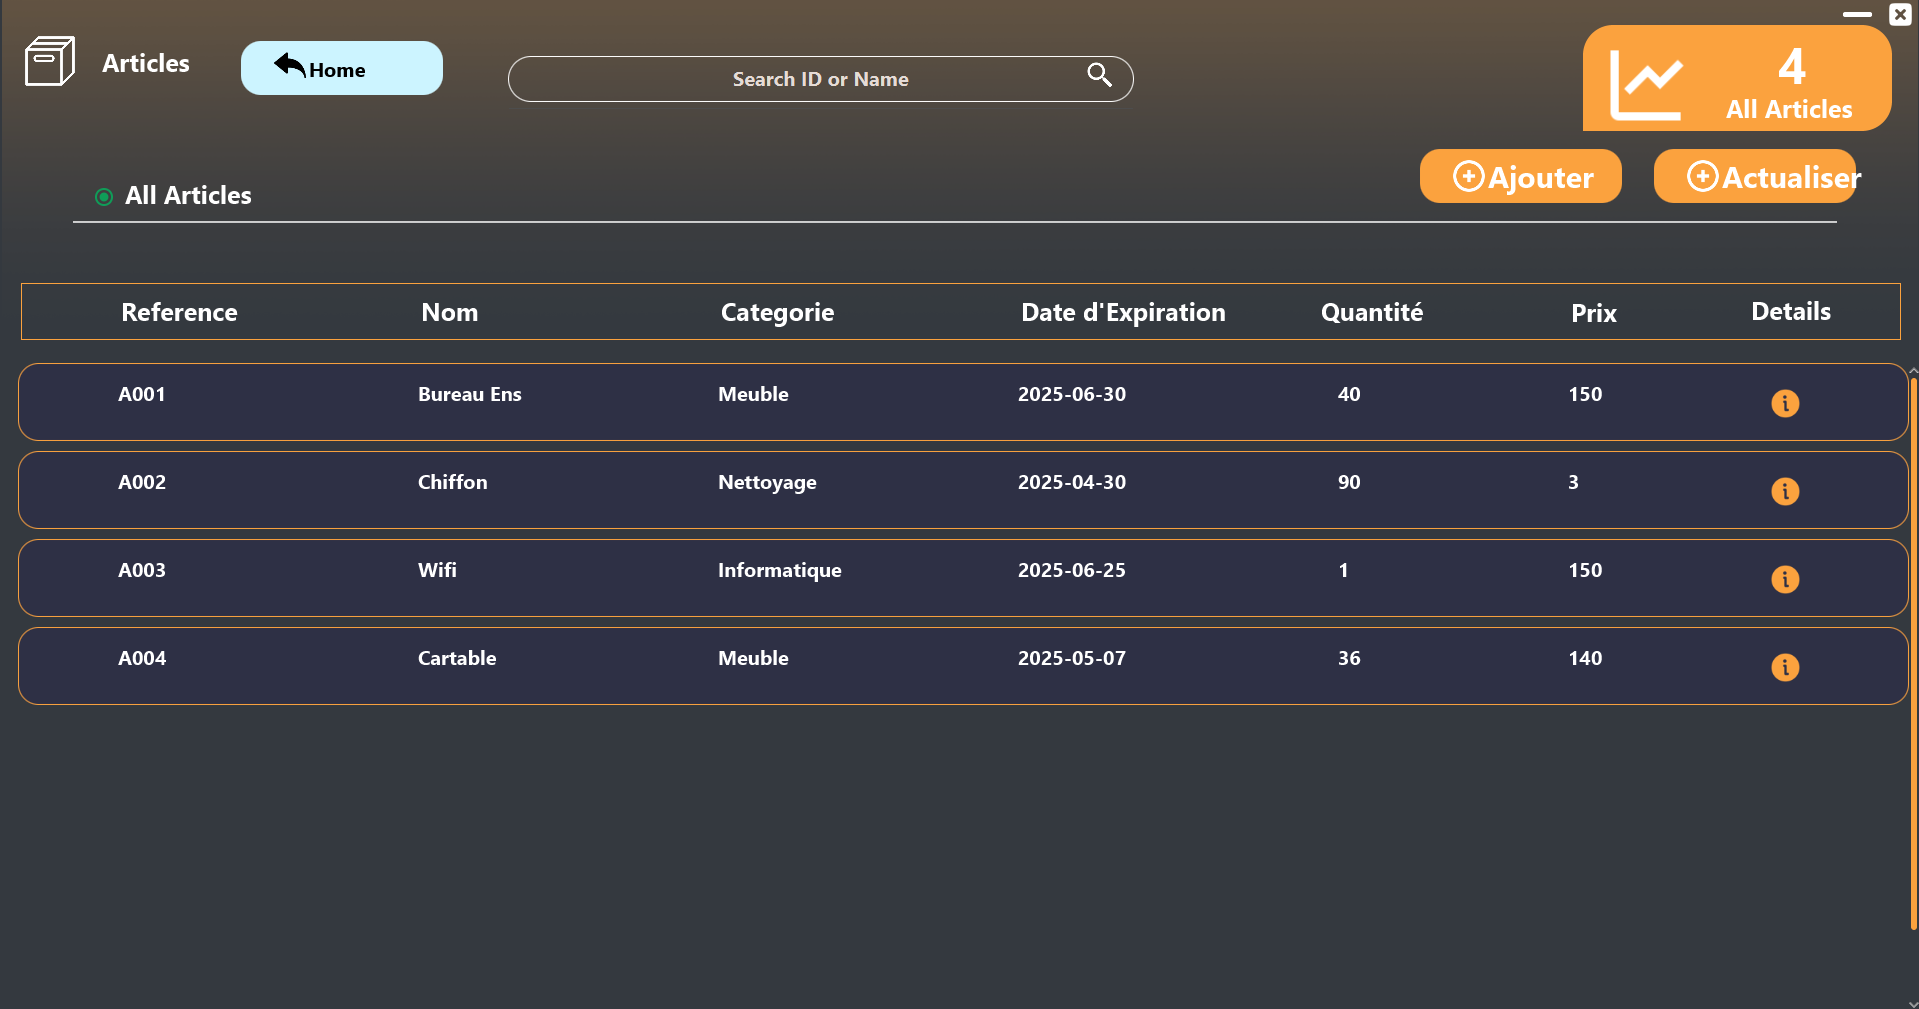 Articles
Home
Search ID or Name
4
All Articles
Ajouter
Actualiser
All Articles
Reference Nom Categorie Date d'Expiration Quantité Prix Details
A001 Bureau Ens Meuble 2025-06-30 40 150
A002 Chiffon Nettoyage 2025-04-30 90 3
A003 Wifi Informatique 2025-06-25 1 150
A004 Cartable Meuble 2025-05-07 36 140